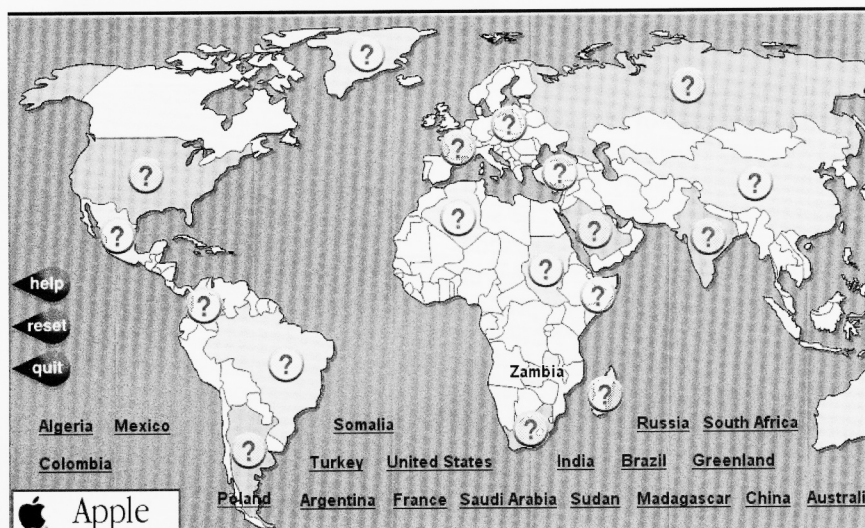 ?
? ?
? ?
? ? ?
? ? ?
? ?
help
? ?
reset
quit
?
Zambia
?
Algeria Mexico Somalia Russia South Africa
? ?
Colombia Turkey United States India Brazil Greenland
Poland Argentina France Saudi Arabia Sudan Madagascar China Australi
Apple